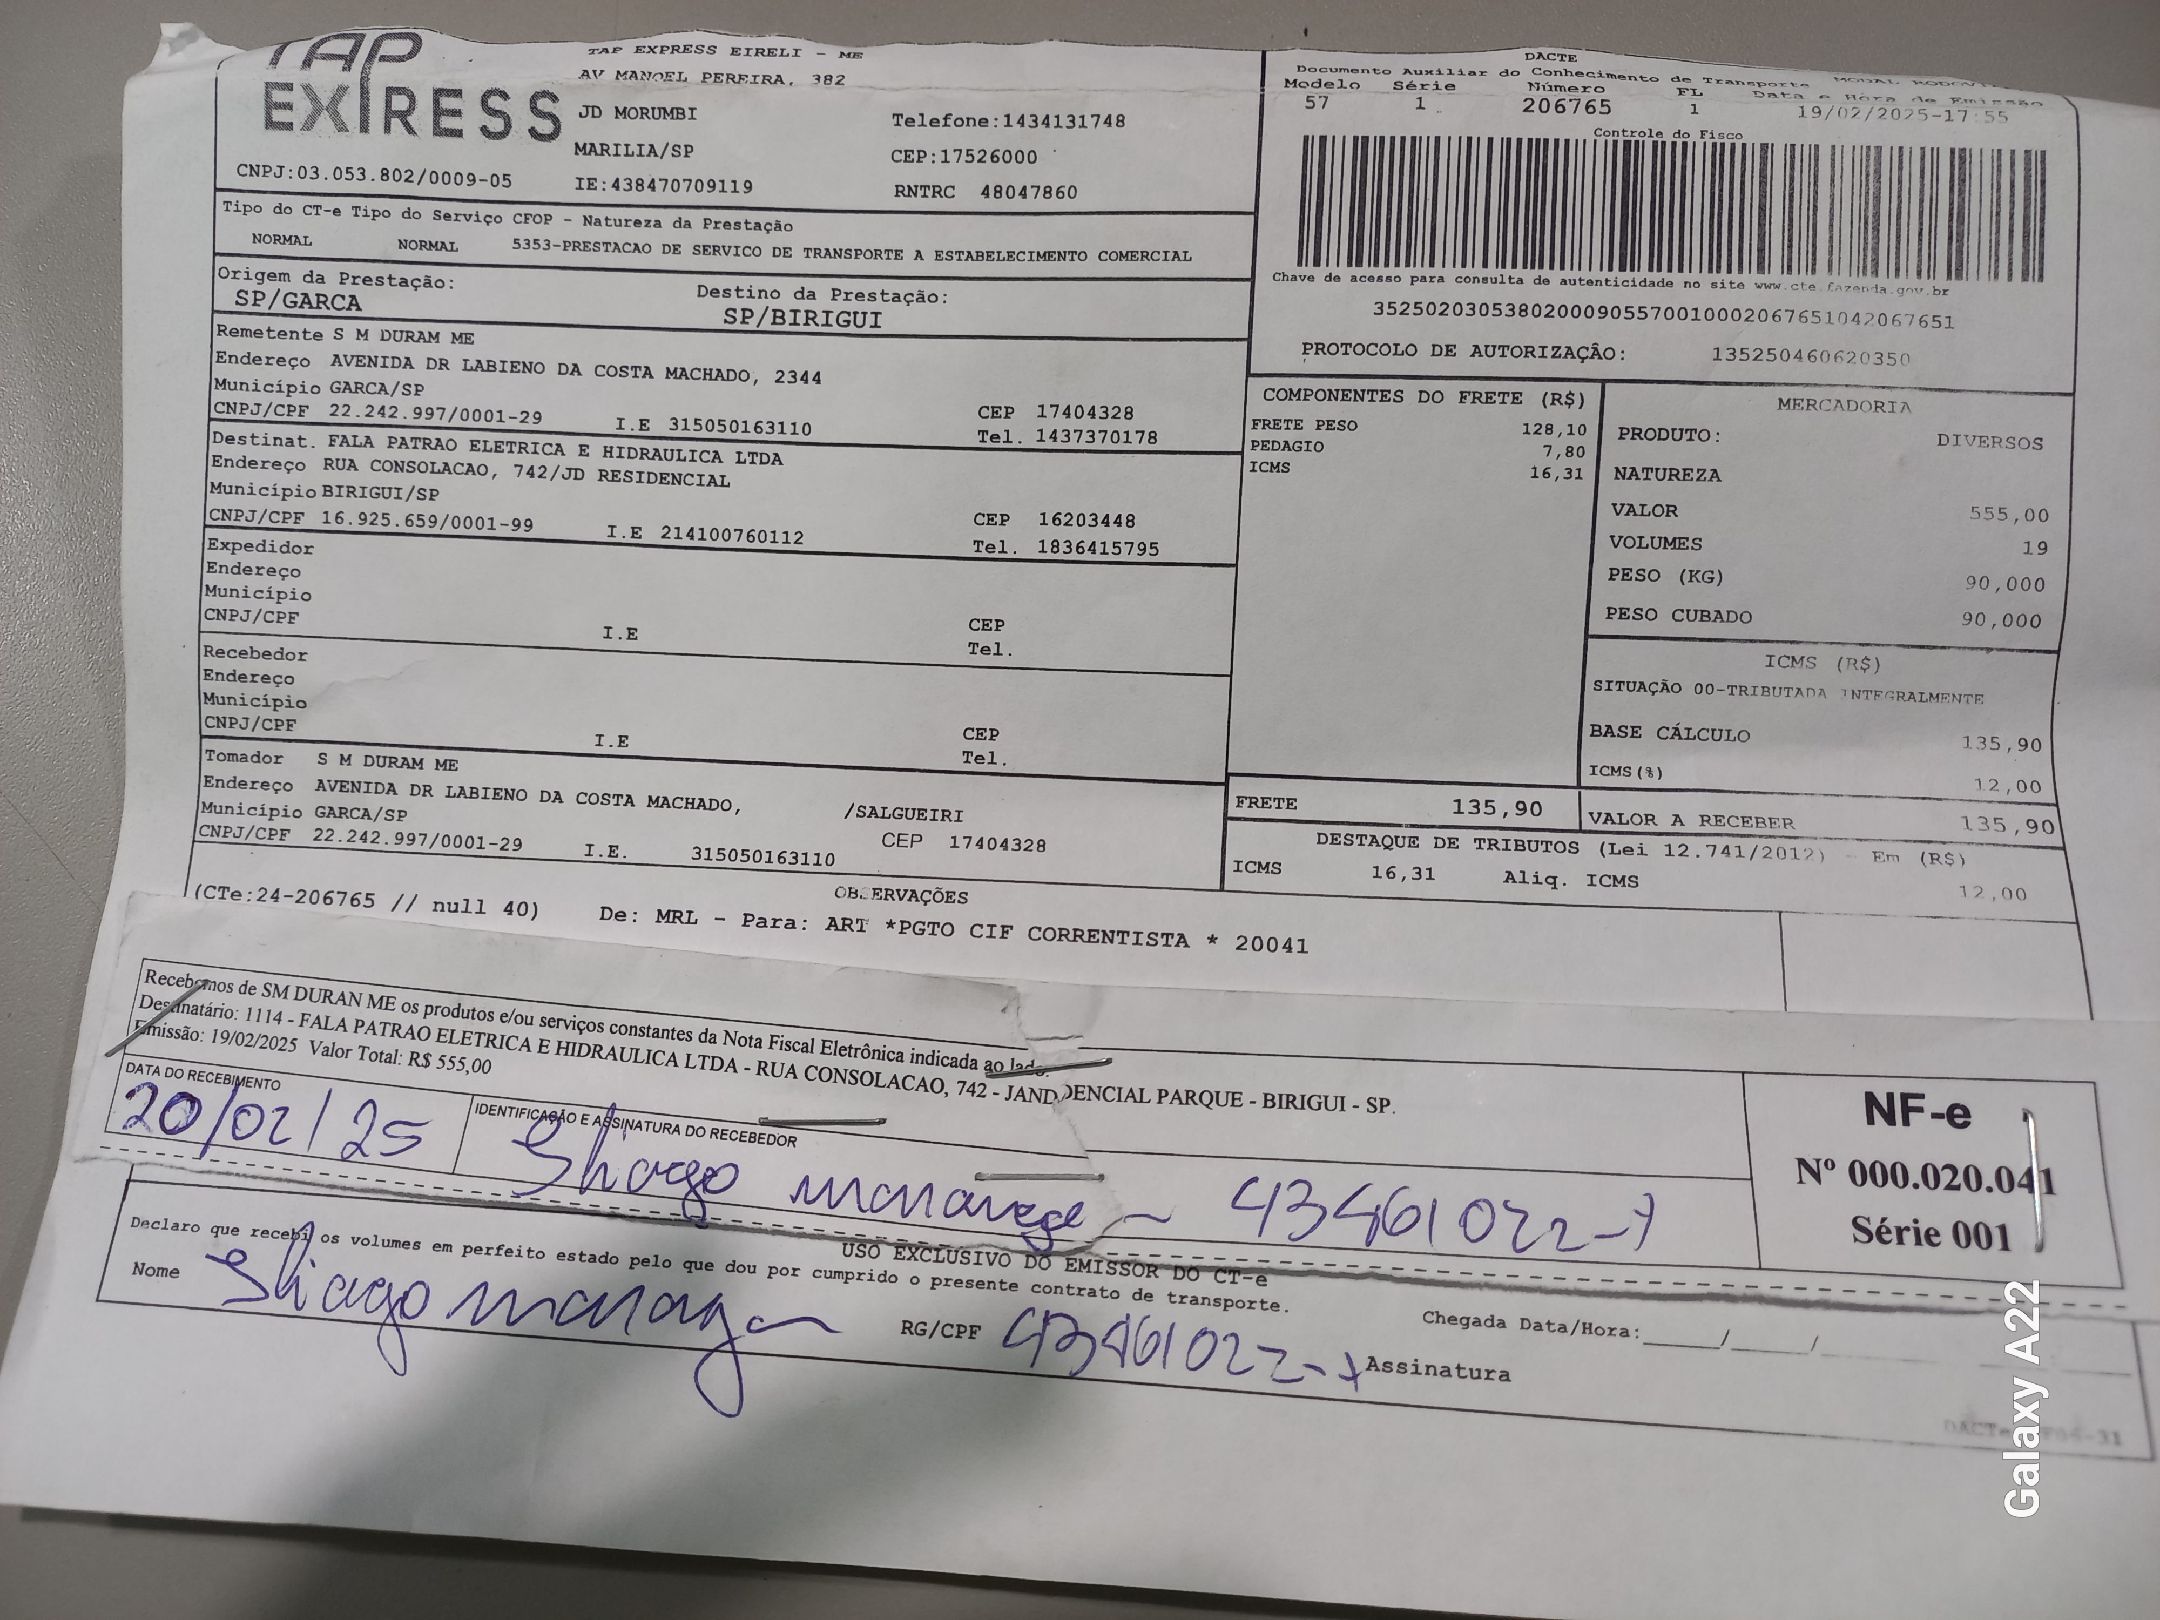 TAP
EXPRESS
TAP EXPRESS EIRELI - ME
AV MANOEL PEREIRA, 382
JD MORUMBI
Telefone:1434131748
MARILIA/SP
CEP:17526000
CNPJ:03.053.802/0009-05
IE:438470709119
RNTRC 48047860
DACTE
Documento Auxiliar do Conhecimento de Transporte
Modelo Série Número FL Data e Hora de Emissão
57 1 206765 1 19/02/2025-17:55
Controle do Fisco
Chave de acesso para consulta de autenticidade no site www.cte.fazenda.gov.br
35250203053802000905570010002067651042067651
PROTOCOLO DE AUTORIZAÇÃO: 135250460620350
Tipo do CT-e Tipo do Serviço CFOP - Natureza da Prestação
NORMAL NORMAL 5353-PRESTACAO DE SERVICO DE TRANSPORTE A ESTABELECIMENTO COMERCIAL
Origem da Prestação: Destino da Prestação:
SP/GARCA SP/BIRIGUI
Remetente S M DURAM ME
Endereço AVENIDA DR LABIENO DA COSTA MACHADO, 2344
Município GARCA/SP CEP 17404328
CNPJ/CPF 22.242.997/0001-29 I.E 315050163110 Tel. 1437370178
Destinat. FALA PATRAO ELETRICA E HIDRAULICA LTDA
Endereço RUA CONSOLACAO, 742/JD RESIDENCIAL
Município BIRIGUI/SP CEP 16203448
CNPJ/CPF 16.925.659/0001-99 I.E 214100760112 Tel. 1836415795
Expedidor
Endereço
Município
CNPJ/CPF I.E CEP
Tel.
Recebedor
Endereço
Município
CNPJ/CPF I.E CEP
Tel.
Tomador S M DURAM ME
Endereço AVENIDA DR LABIENO DA COSTA MACHADO, /SALGUEIRI
Município GARCA/SP CEP 17404328
CNPJ/CPF 22.242.997/0001-29 I.E. 315050163110
COMPONENTES DO FRETE (R$)
FRETE PESO 128,10
PEDAGIO 7,80
ICMS 16,31
MERCADORIA
PRODUTO: DIVERSOS
NATUREZA
VALOR 555,00
VOLUMES 19
PESO (KG) 90,000
PESO CUBADO 90,000
ICMS (R$)
SITUAÇÃO 00-TRIBUTADA INTEGRALMENTE
BASE CÁLCULO 135,90
ICMS(%) 12,00
FRETE 135,90 VALOR A RECEBER 135,90
DESTAQUE DE TRIBUTOS (Lei 12.741/2012) - Em (R$)
ICMS 16,31 Aliq. ICMS 12,00
OBSERVAÇÕES
(CTe:24-206765 // null 40) De: MRL - Para: ART *PGTO CIF CORRENTISTA * 20041
Recebemos de SM DURAN ME os produtos e/ou serviços constantes da Nota Fiscal Eletrônica indicada ao lado.
Destinatário: 1114 - FALA PATRAO ELETRICA E HIDRAULICA LTDA - RUA CONSOLACAO, 742 - JARD DENCIAL PARQUE - BIRIGUI - SP.
Emissão: 19/02/2025 Valor Total: R$ 555,00
DATA DO RECEBIMENTO
20/02/25
IDENTIFICAÇÃO E ASSINATURA DO RECEBEDOR
43461022-7
NF-e
Nº 000.020.041
Série 001
USO EXCLUSIVO DO EMISSOR DO CT-e
Declaro que recebi os volumes em perfeito estado pelo que dou por cumprido o presente contrato de transporte.
Nome RG/CPF 43461022-7 Assinatura
Chegada Data/Hora:____/____/____
Galaxy A22